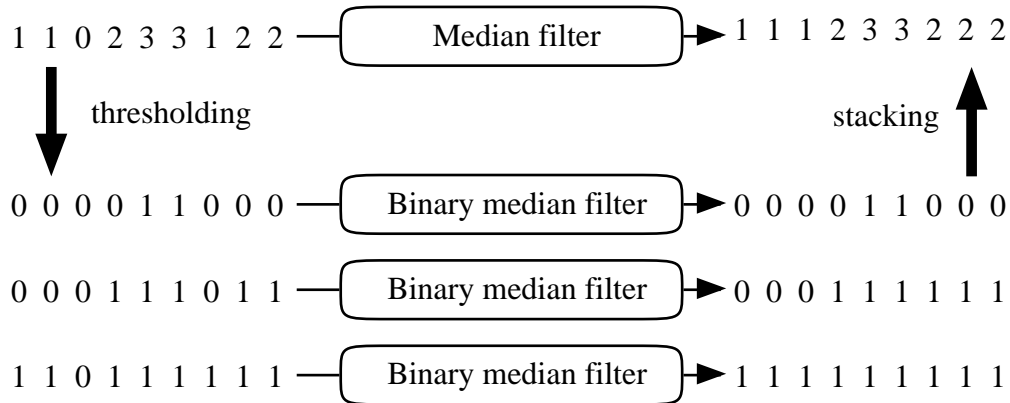 1 1 0 2 3 3 1 2 2 Median filter 1 1 1 2 3 3 2 2 2
thresholding stacking
0 0 0 0 1 1 0 0 0 Binary median filter 0 0 0 0 1 1 0 0 0
0 0 0 1 1 1 0 1 1 Binary median filter 0 0 0 1 1 1 1 1 1
1 1 0 1 1 1 1 1 1 Binary median filter 1 1 1 1 1 1 1 1 1